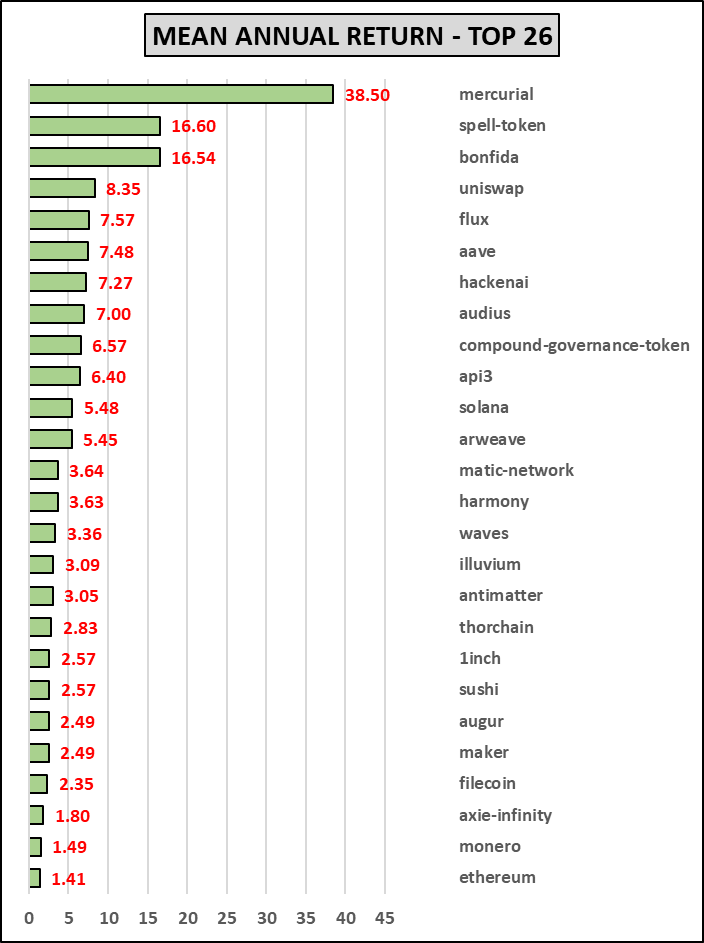 MEAN ANNUAL RETURN - TOP 26
38.50 mercurial
16.60 spell-token
16.54 bonfida
8.35 uniswap
7.57 flux
7.48 aave
7.27 hackenai
7.00 audius
6.57 compound-governance-token
6.40 api3
5.48 solana
5.45 arweave
3.64 matic-network
3.63 harmony
3.36 waves
3.09 illuvium
3.05 antimatter
2.83 thorchain
2.57 1inch
2.57 sushi
2.49 augur
2.49 maker
2.35 filecoin
1.80 axie-infinity
1.49 monero
1.41 ethereum
0 5 10 15 20 25 30 35 40 45